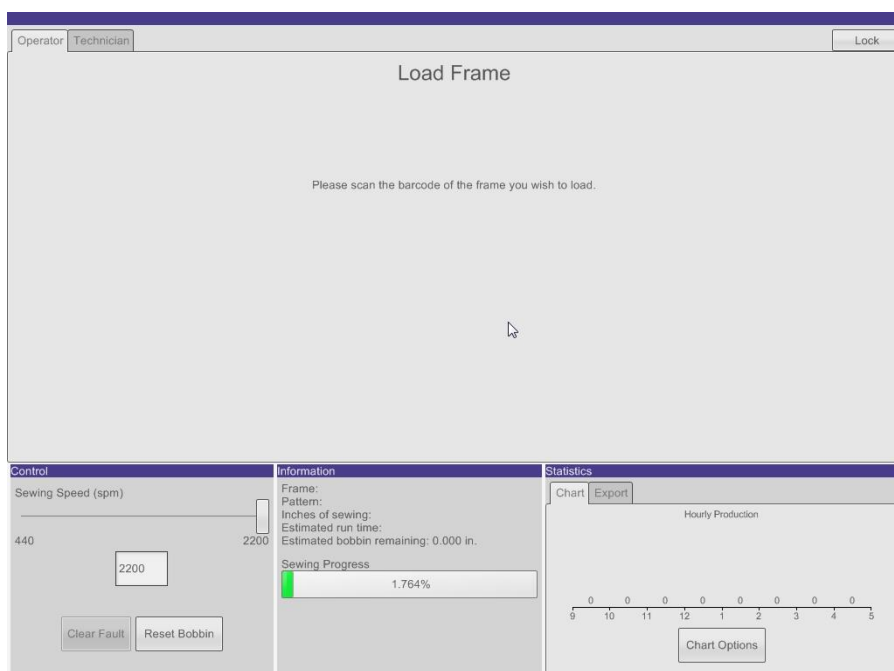 Operator Technician Lock
Load Frame
Please scan the barcode of the frame you wish to load.
Control
Sewing Speed (spm)
440 2200
2200
Clear Fault Reset Bobbin
Information
Frame:
Pattern:
Inches of sewing:
Estimated run time:
Estimated bobbin remaining: 0.000 in.
Sewing Progress
1.764%
Statistics
Chart Export
Hourly Production
0 0 0 0 0 0 0 0
9 10 11 12 1 2 3 4 5
Chart Options